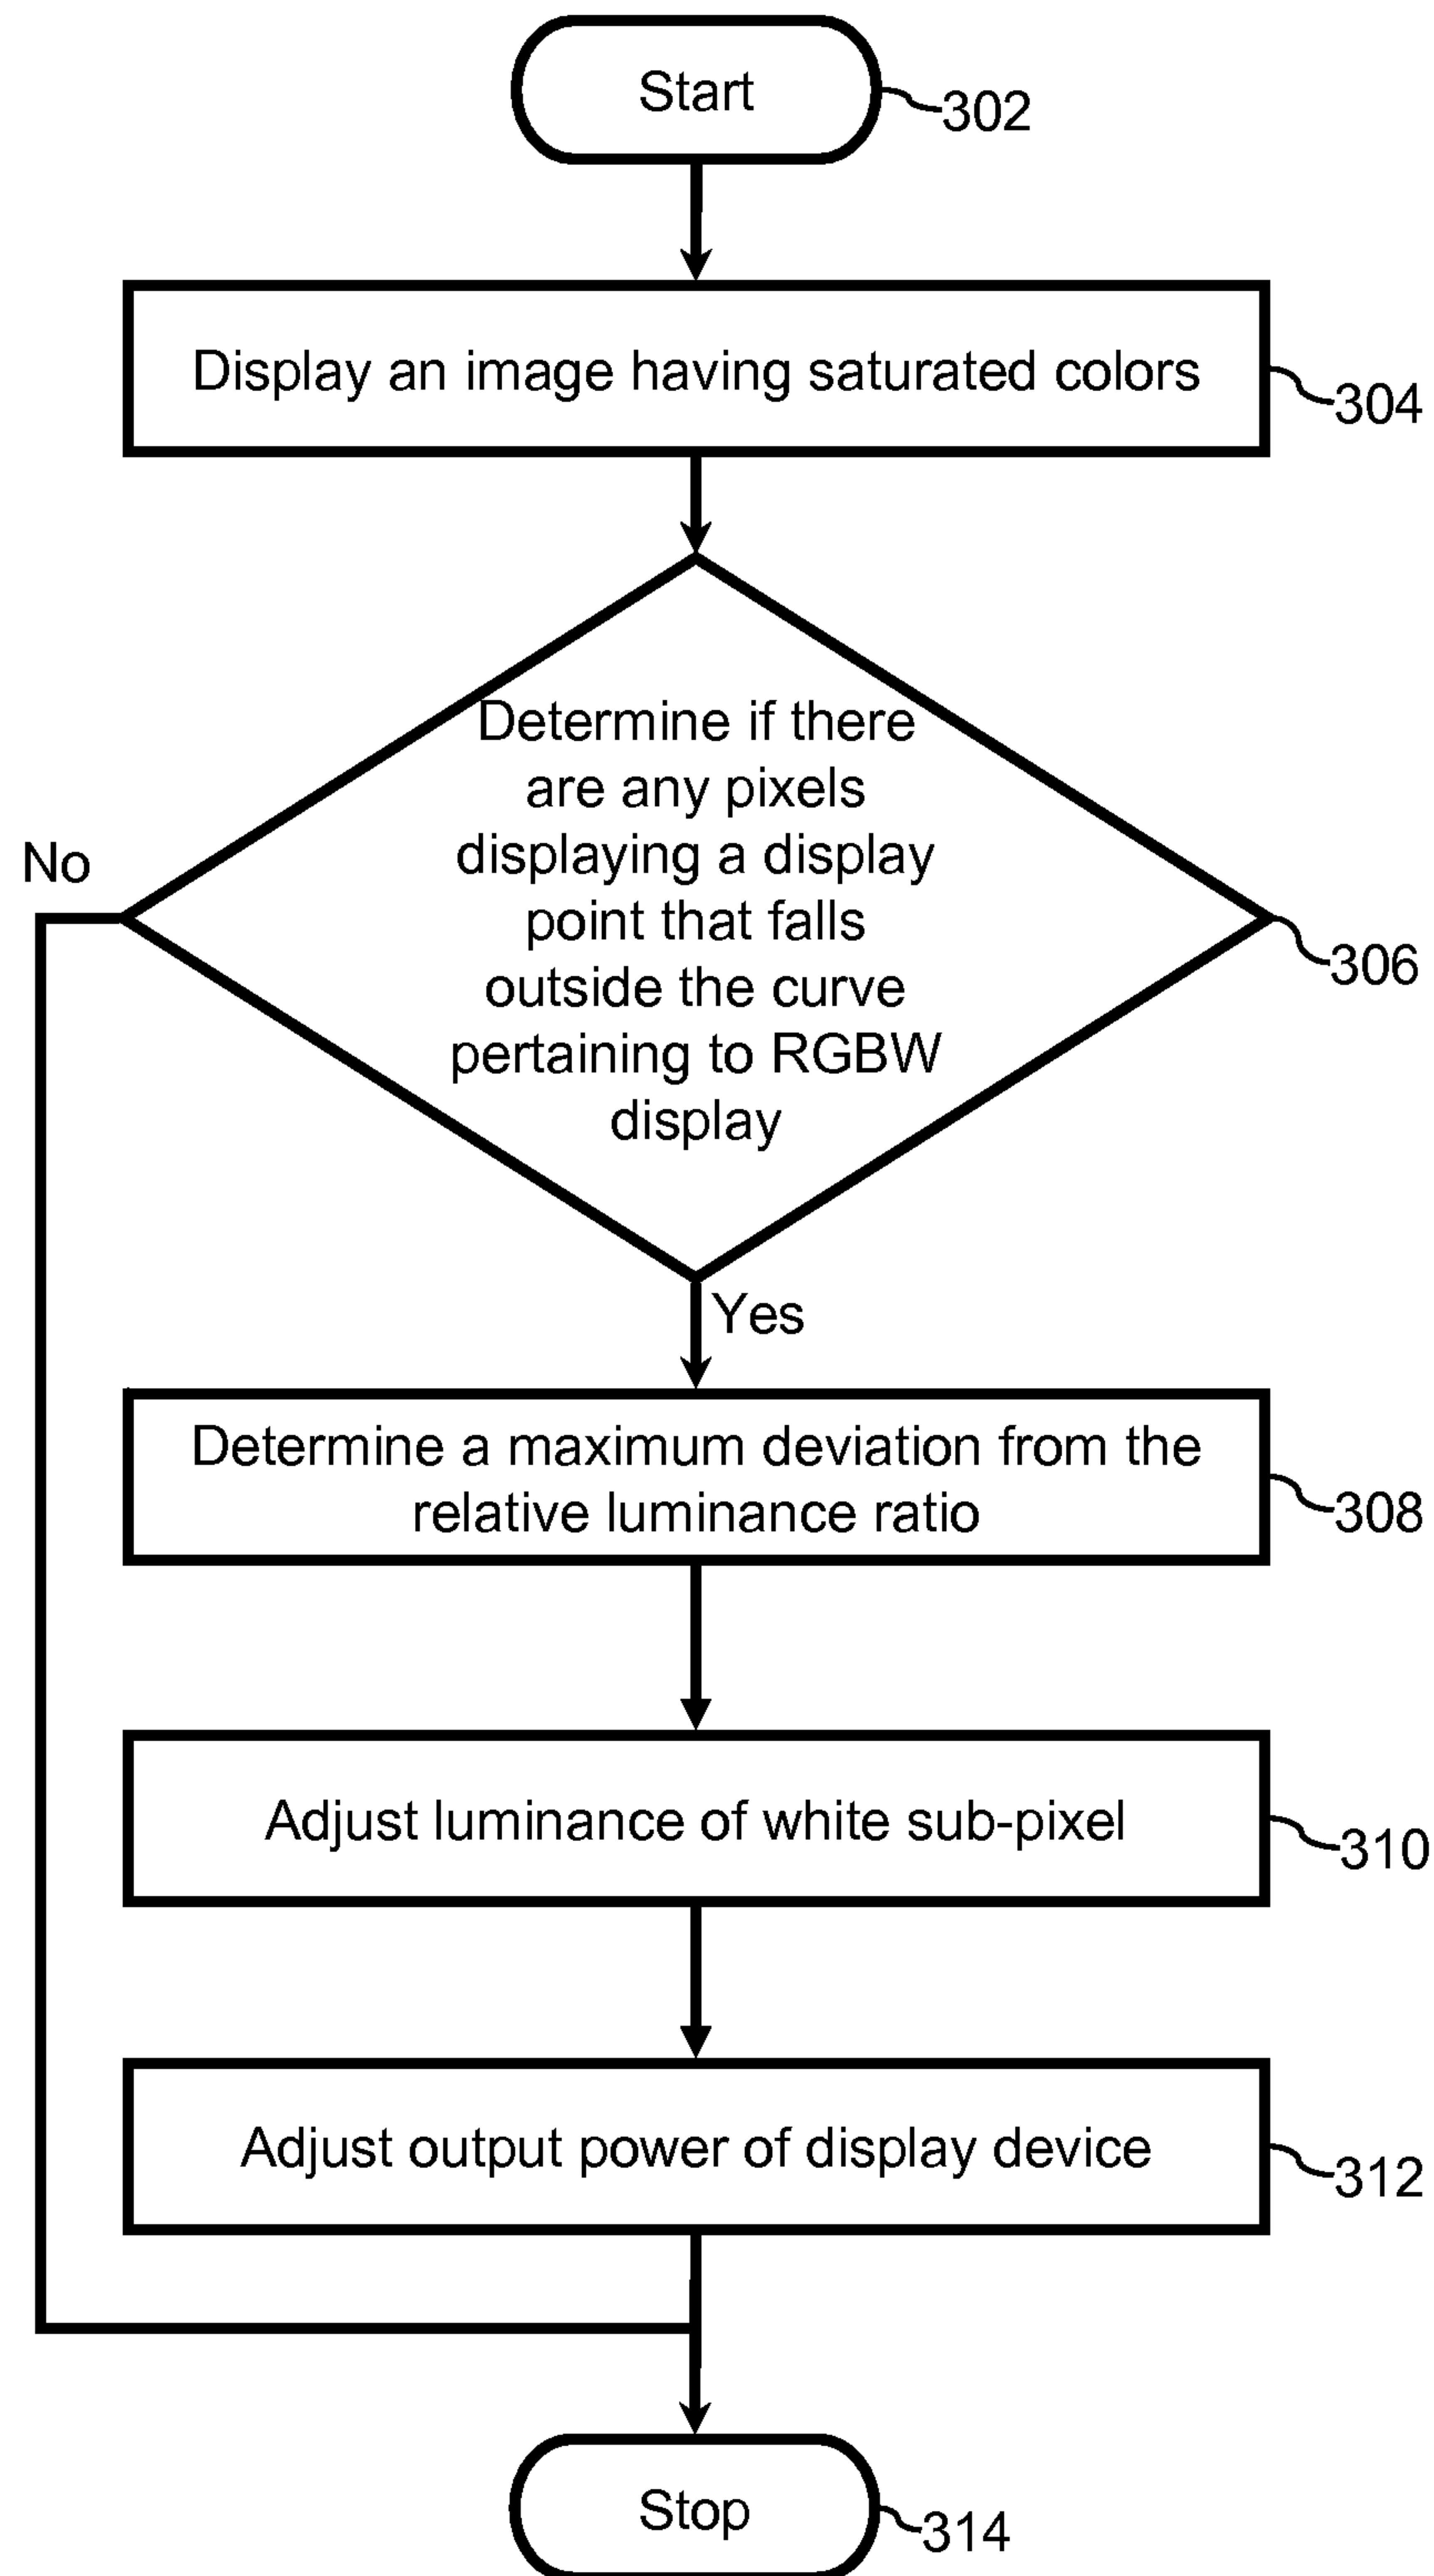 Start
302
Display an image having saturated colors
304
Determine if there
are any pixels
displaying a display
point that falls
outside the curve
pertaining to RGBW
display
306
No
Yes
Determine a maximum deviation from the
relative luminance ratio
308
Adjust luminance of white sub-pixel
310
Adjust output power of display device
312
Stop
314